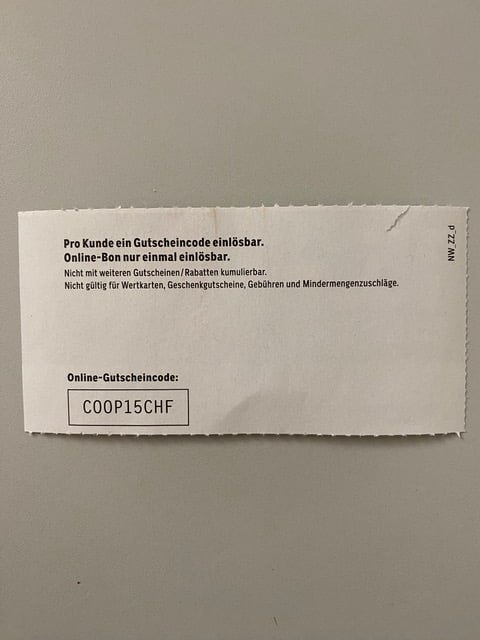 Pro Kunde ein Gutscheincode einlösbar.
Online-Bon nur einmal einlösbar.
Nicht mit weiteren Gutscheinen/Rabatten kumulierbar.
Nicht gültig für Wertkarten, Geschenkgutscheine, Gebühren und Mindermengenzuschläge.
NW_ZZ_P
Online-Gutscheincode:
COOP15CHF